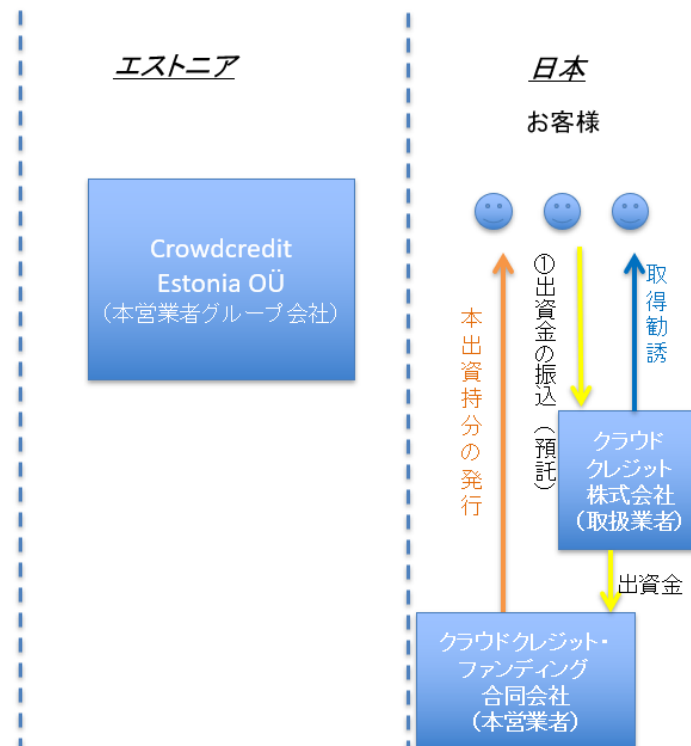 エストニア
日本
お客様
Crowdcredit
Estonia OÜ
（本営業者グループ会社）
本出資持分の発行
①出資金の振込（預託）
取得勧誘
クラウド
クレジット
株式会社
（取扱業者）
出資金
クラウドクレジット・
ファンディング
合同会社
（本営業者）